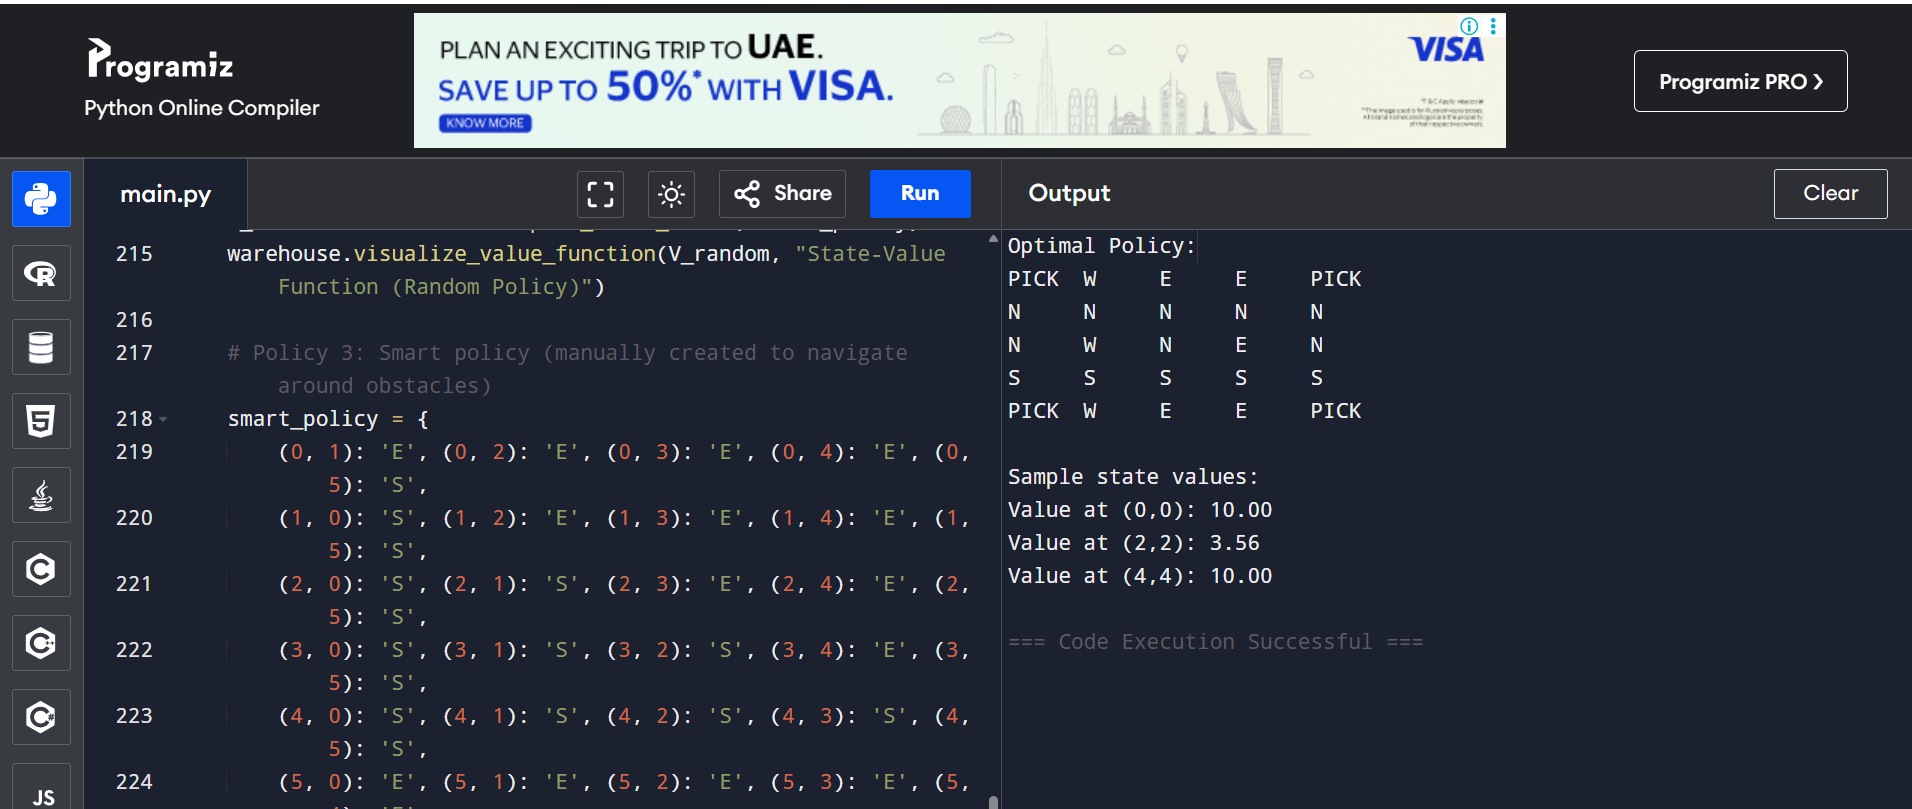 Programiz
Python Online Compiler
PLAN AN EXCITING TRIP TO UAE.
SAVE UP TO 50%* WITH VISA.
KNOW MORE
VISA
Programiz PRO ❯
main.py
Share
Run
Output
Clear
215 warehouse.visualize_value_function(V_random, "State-Value
Function (Random Policy)")
216
217 # Policy 3: Smart policy (manually created to navigate
around obstacles)
218 smart_policy = {
219 (0, 1): 'E', (0, 2): 'E', (0, 3): 'E', (0, 4): 'E', (0,
5): 'S',
220 (1, 0): 'S', (1, 2): 'E', (1, 3): 'E', (1, 4): 'E', (1,
5): 'S',
221 (2, 0): 'S', (2, 1): 'S', (2, 3): 'E', (2, 4): 'E', (2,
5): 'S',
222 (3, 0): 'S', (3, 1): 'S', (3, 2): 'S', (3, 4): 'E', (3,
5): 'S',
223 (4, 0): 'S', (4, 1): 'S', (4, 2): 'S', (4, 3): 'S', (4,
5): 'S',
224 (5, 0): 'E', (5, 1): 'E', (5, 2): 'E', (5, 3): 'E', (5,
JS
Optimal Policy:
PICK W E E PICK
N N N N N
N W N E N
S S S S S
PICK W E E PICK
Sample state values:
Value at (0,0): 10.00
Value at (2,2): 3.56
Value at (4,4): 10.00
=== Code Execution Successful ===